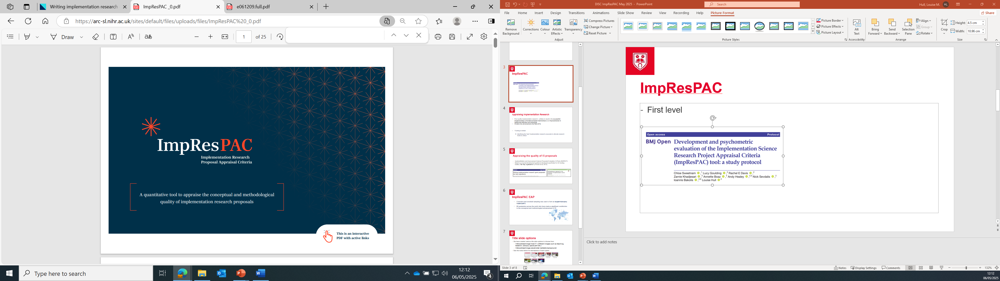 Writing implementation research
ImpResPAC _0.pdf
e061209.full.pdf
https://arc-sl.nihr.ac.uk/sites/default/files/uploads/files/ImpResPAC%20_0.pdf
Draw
1
of 25
ImpResPAC
Implementation Research
Proposal Appraisal Criteria
A quantitative tool to appraise the conceptual and methodological
quality of implementation research proposals
This is an interactive
PDF with active links
Type here to search
12:12
06/05/2025
4
DISC ImpResPAC May 2025 - PowerPoint
Search
Hull, Louise M.
HL
File
Home
Insert
Design
Transitions
Animations
Slide Show
Review
View
Recording
Help
Picture Format
Share
Remove
Background
Corrections
Colour
Artistic
Effects
Transparency
Compress Pictures
Change Picture
Reset Picture
Adjust
Picture Styles
Picture Border
Picture Effects
Picture Layout
Alt
Text
Accessibility
Bring
Forward
Send
Backward
Selection
Pane
Align
Group
Rotate
Arrange
Crop
Height:
4.5 cm
Width:
10.96 cm
Size
3
ImpResPAC
4
Appraising Implementation Research
5
Appraising the quality of IS proposals
6
ImpResPAC EAP
7
Title slide options
ImpResPAC
- First level
Open access
Protocol
BMJ Open Development and psychometric
evaluation of the Implementation Science
Research Project Appraisal Criteria
(ImpResPAC) tool: a study protocol
Chloe Sweetnam ,1 Lucy Goulding ,2 Rachel E Davis ,2
Zarnie Khadjesari ,3 Annette Boaz ,4 Andy Healey ,2,5 Nick Sevdalis ,2
Ioannis Bakolis ,2,6 Louise Hull 2
Click to add notes
Slide 3 of 8
Notes
Display Settings
Comments
132%
12:12
06/05/2025